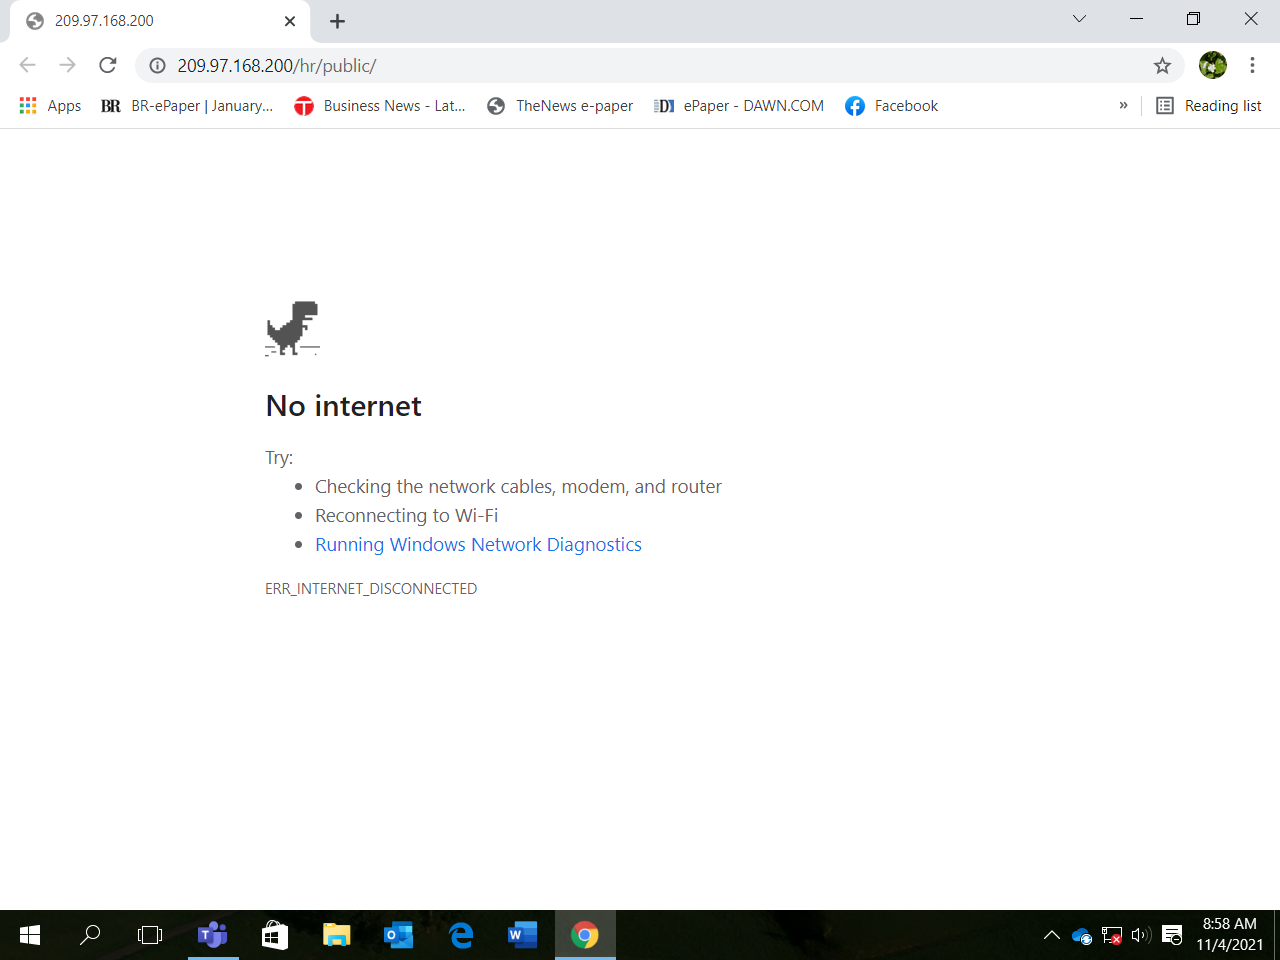 209.97.168.200
209.97.168.200/hr/public/
Apps BR BR-ePaper | January... Business News - Lat... TheNews e-paper D ePaper - DAWN.COM Facebook » Reading list
No internet
Try:
Checking the network cables, modem, and router
Reconnecting to Wi-Fi
Running Windows Network Diagnostics
ERR_INTERNET_DISCONNECTED
8:58 AM
11/4/2021